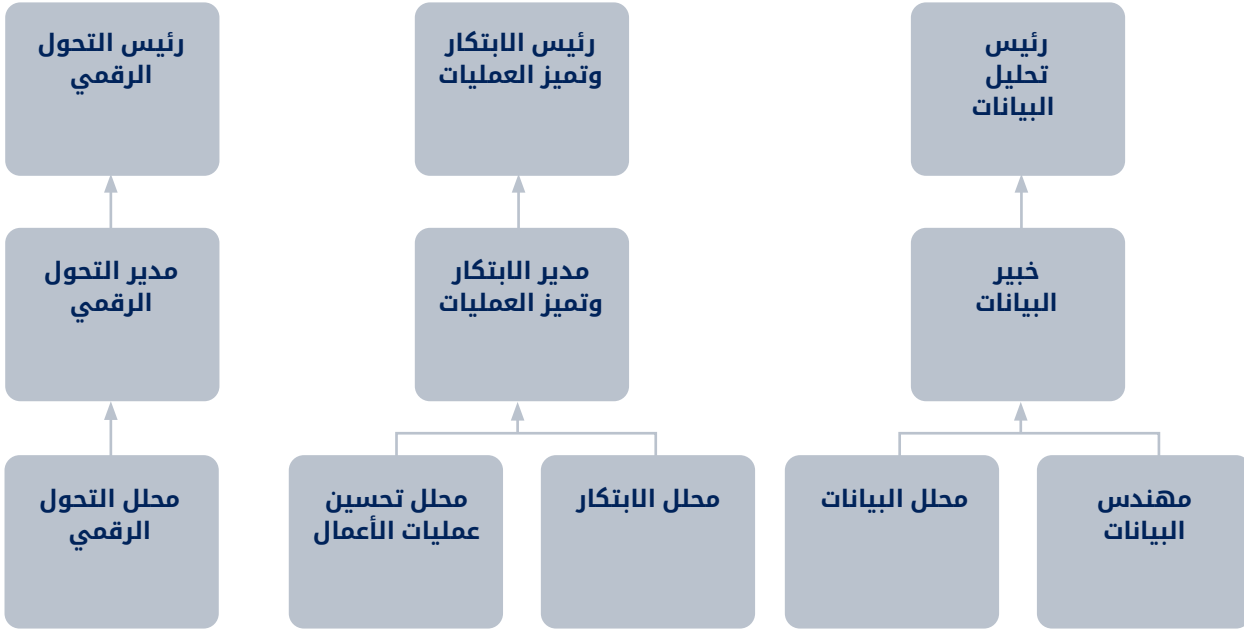 رئيس
تحليل
البيانات
رئيس الابتكار
وتميز العمليات
رئيس التحول
الرقمي
خبير
البيانات
مدير الابتكار
وتميز العمليات
مدير التحول
الرقمي
مهندس
البيانات
محلل البيانات
محلل الابتكار
محلل تحسين
عمليات الأعمال
محلل التحول
الرقمي